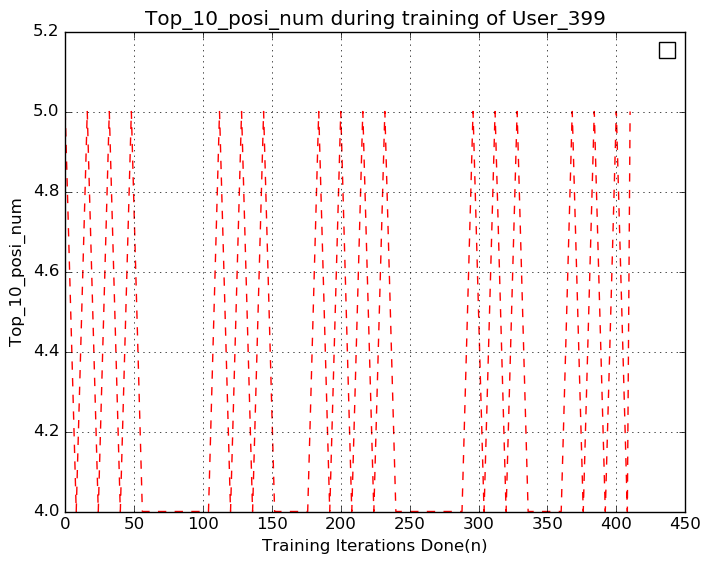 Top_10_posi_num during training of User_399
5.2
5.0
4.8
4.6
4.4
4.2
4.0
Top_10_posi_num
0 50 100 150 200 250 300 350 400 450
Training Iterations Done(n)